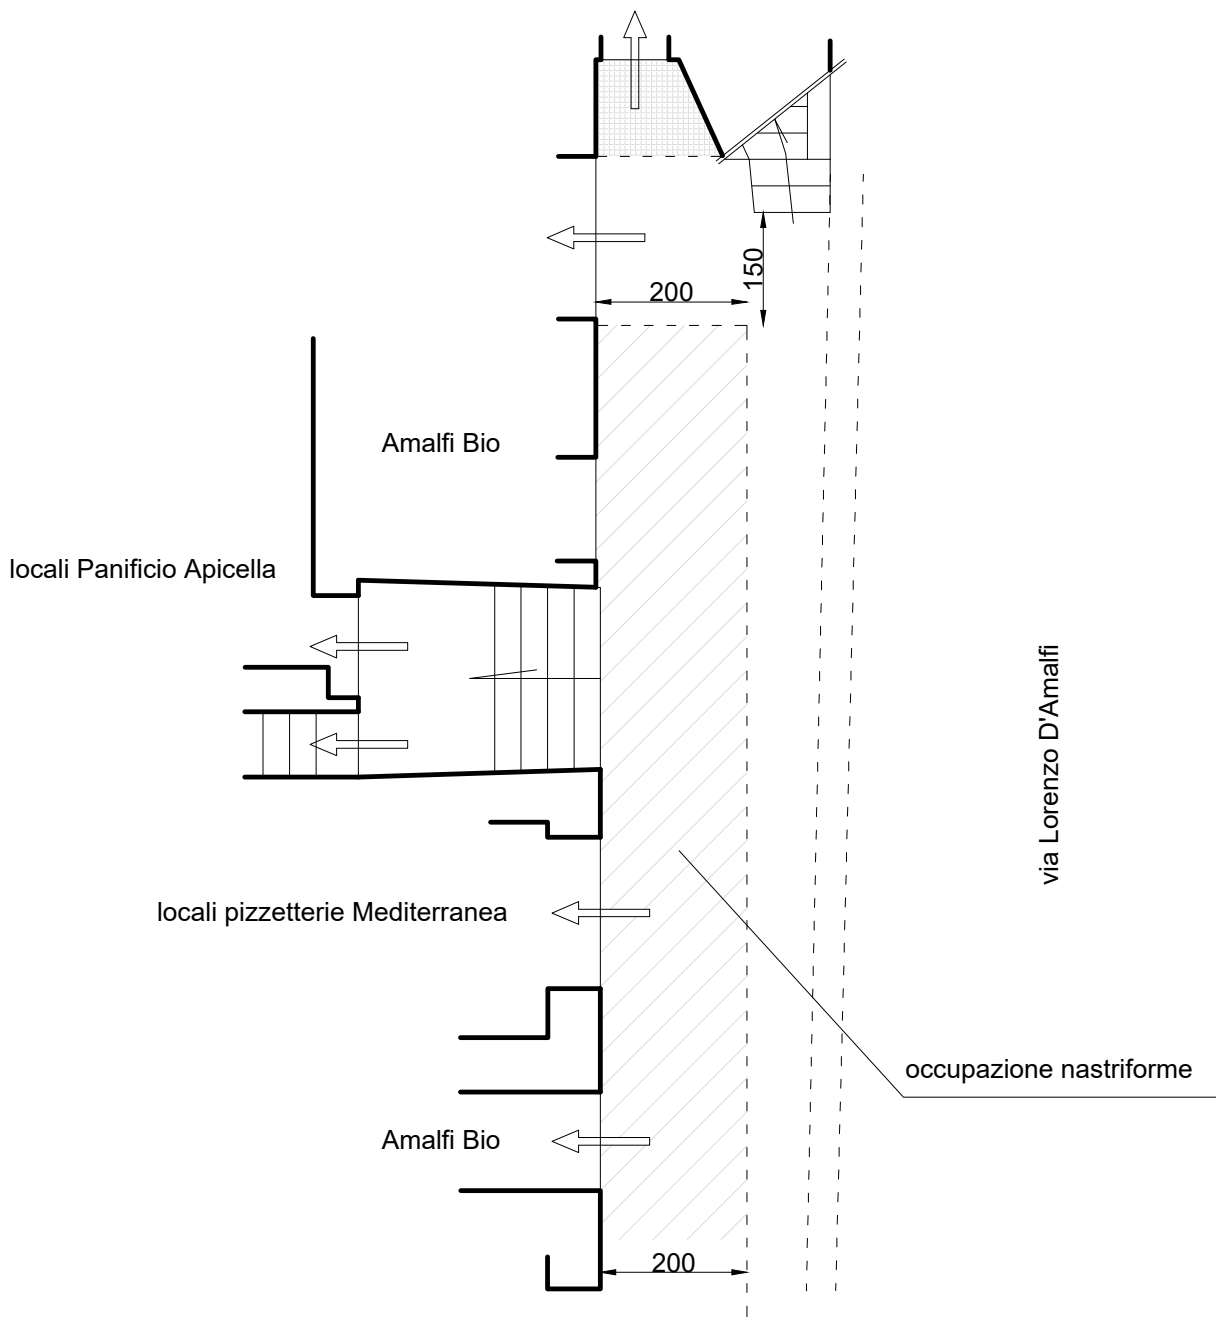 200
150
Amalfi Bio
locali Panificio Apicella
via Lorenzo D'Amalfi
locali pizzetterie Mediterranea
occupazione nastriforme
Amalfi Bio
200